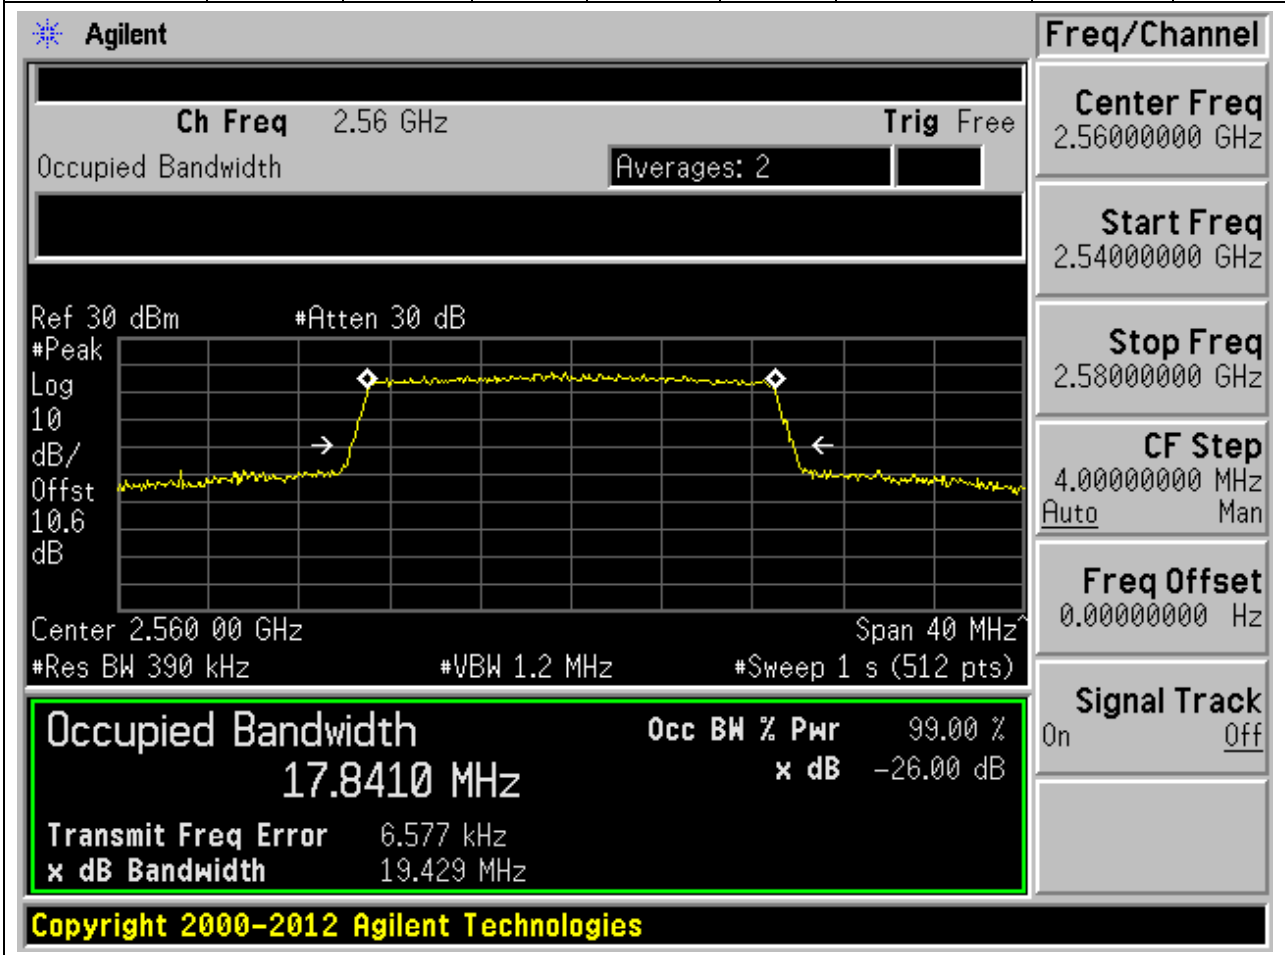 Agilent
Freq/Channel
Ch Freq 2.56 GHz Trig Free
Occupied Bandwidth Averages: 2
Center Freq
2.56000000 GHz
Start Freq
2.54000000 GHz
Stop Freq
2.58000000 GHz
CF Step
4.00000000 MHz
Auto Man
Freq Offset
0.00000000 Hz
Signal Track
On Off
Ref 30 dBm #Atten 30 dB
#Peak
Log
10
dB/
Offst
10.6
dB
Center 2.560 00 GHz Span 40 MHz^
#Res BW 390 kHz #VBW 1.2 MHz #Sweep 1 s (512 pts)
Occupied Bandwidth Occ BW % Pwr 99.00 %
17.8410 MHz x dB -26.00 dB
Transmit Freq Error 6.577 kHz
x dB Bandwidth 19.429 MHz
Copyright 2000-2012 Agilent Technologies